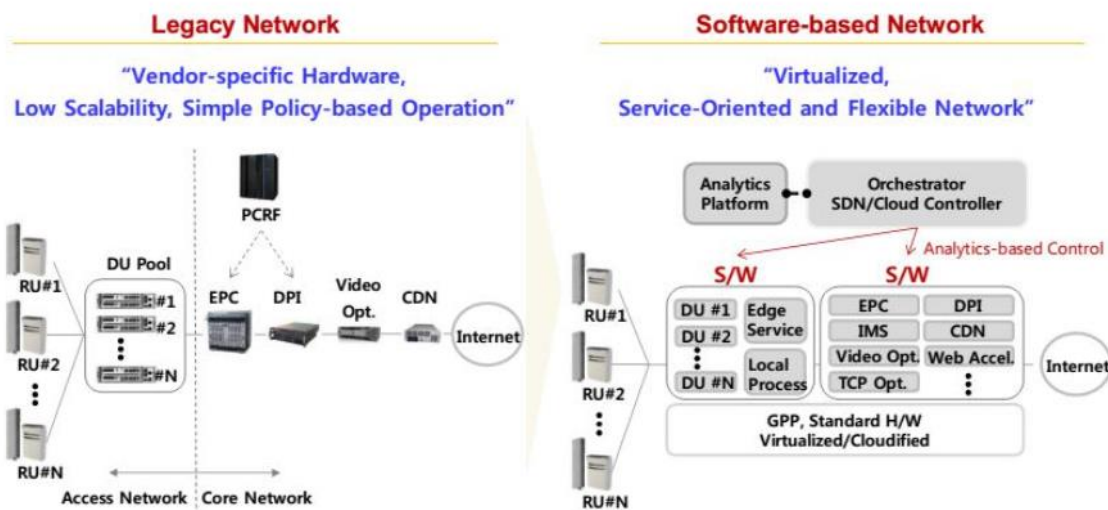 Legacy Network
“Vendor-specific Hardware,
Low Scalability, Simple Policy-based Operation”
PCRF
DU Pool
RU#1
#1
#2
#N
RU#2
RU#N
EPC
DPI
Video
Opt.
CDN
Internet
Access Network
Core Network
Software-based Network
“Virtualized,
Service-Oriented and Flexible Network”
Analytics
Platform
Orchestrator
SDN/Cloud Controller
Analytics-based Control
S/W
S/W
RU#1
RU#2
RU#N
DU #1
DU #2
DU #N
Edge
Service
Local
Process
EPC
DPI
IMS
CDN
Video Opt.
Web Accel.
TCP Opt.
Internet
GPP, Standard H/W
Virtualized/Cloudified